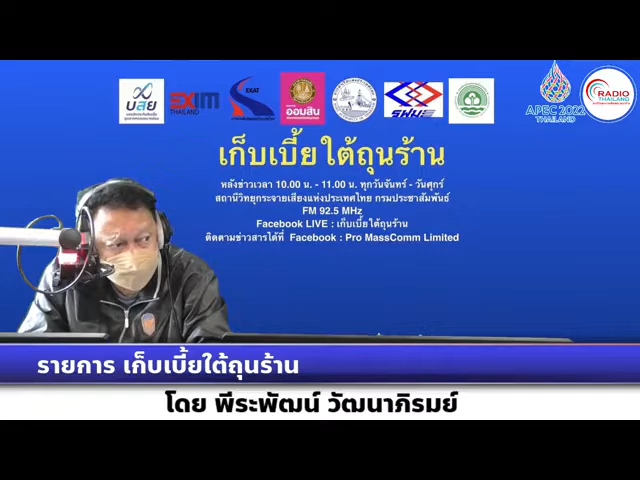 บสย
EXIM
THAILAND
EXAT
ออมสิน
รฟม
APEC 2022
THAILAND
RADIO
THAILAND
เก็บเบี้ยใต้ถุนร้าน
หลังข่าวเวลา 10.00 น. - 11.00 น. ทุกวันจันทร์ - วันศุกร์
สถานีวิทยุกระจายเสียงแห่งประเทศไทย กรมประชาสัมพันธ์
FM 92.5 MHz
Facebook LIVE : เก็บเบี้ยใต้ถุนร้าน
ติดตามข่าวสารได้ที่ Facebook : Pro MassComm Limited
รายการ เก็บเบี้ยใต้ถุนร้าน
โดย พีระพัฒน์ วัฒนาภิรมย์